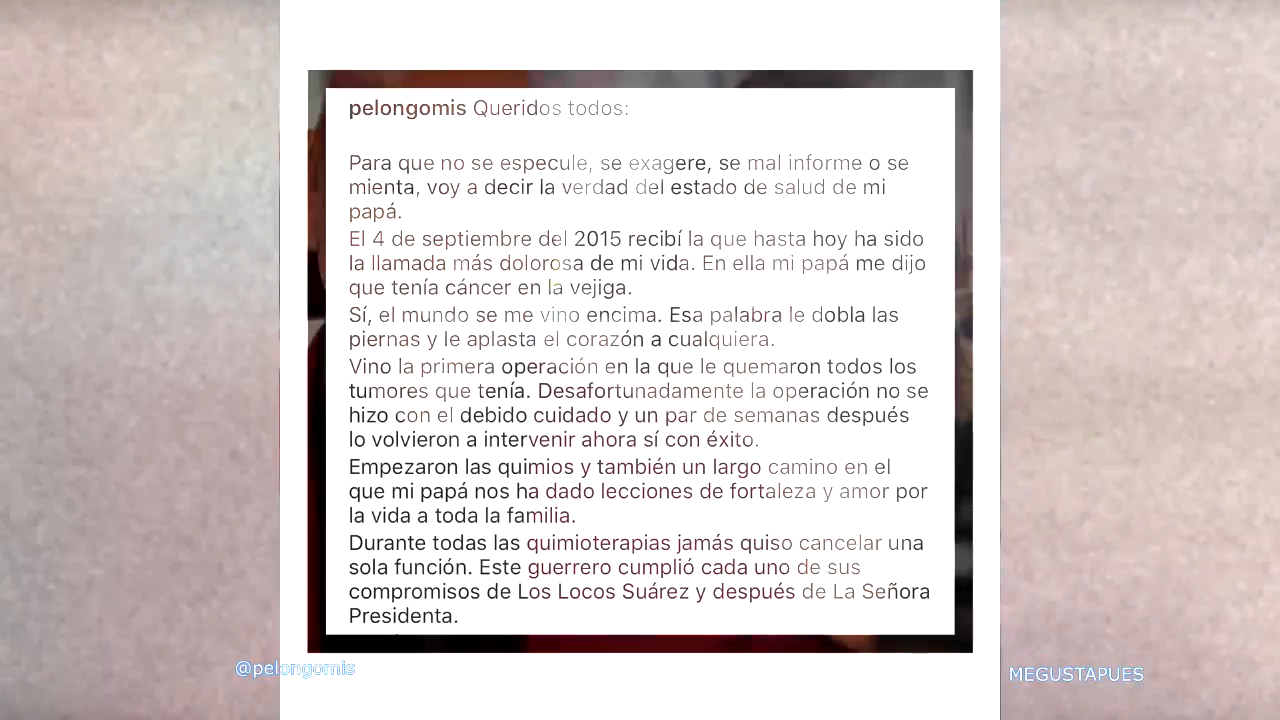 pelongomis Queridos todos:
Para que no se especule, se exagere, se mal informe o se
mienta, voy a decir la verdad del estado de salud de mi
papá.
El 4 de septiembre del 2015 recibí la que hasta hoy ha sido
la llamada más dolorosa de mi vida. En ella mi papá me dijo
que tenía cáncer en la vejiga.
Sí, el mundo se me vino encima. Esa palabra le dobla las
piernas y le aplasta el corazón a cualquiera.
Vino la primera operación en la que le quemaron todos los
tumores que tenía. Desafortunadamente la operación no se
hizo con el debido cuidado y un par de semanas después
lo volvieron a intervenir ahora sí con éxito.
Empezaron las quimios y también un largo camino en el
que mi papá nos ha dado lecciones de fortaleza y amor por
la vida a toda la familia.
Durante todas las quimioterapias jamás quiso cancelar una
sola función. Este guerrero cumplió cada uno de sus
compromisos de Los Locos Suárez y después de La Señora
Presidenta.
@pelongomis
MEGUSTAPUES